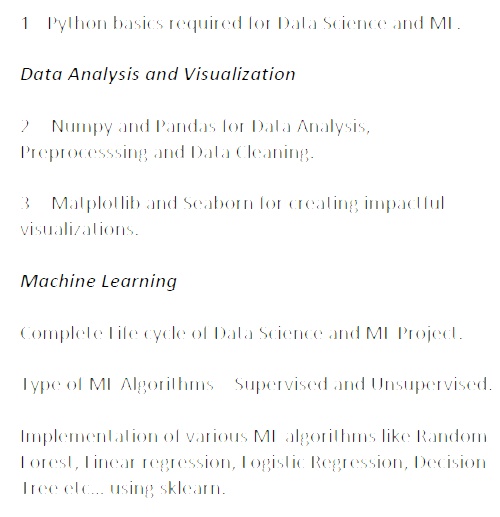 1 Python basics required for Data Science and ML.
Data Analysis and Visualization
2 Numpy and Pandas for Data Analysis,
Preprocesssing and Data Cleaning.
3 Matplotlib and Seaborn for creating impactful
visualizations.
Machine Learning
Complete Life cycle of Data Science and ML Project.
Type of ML Algorithms Supervised and Unsupervised.
Implementation of various ML algorithms like Random
Forest, Linear regression, Logistic Regression, Decision
Tree etc... using sklearn.